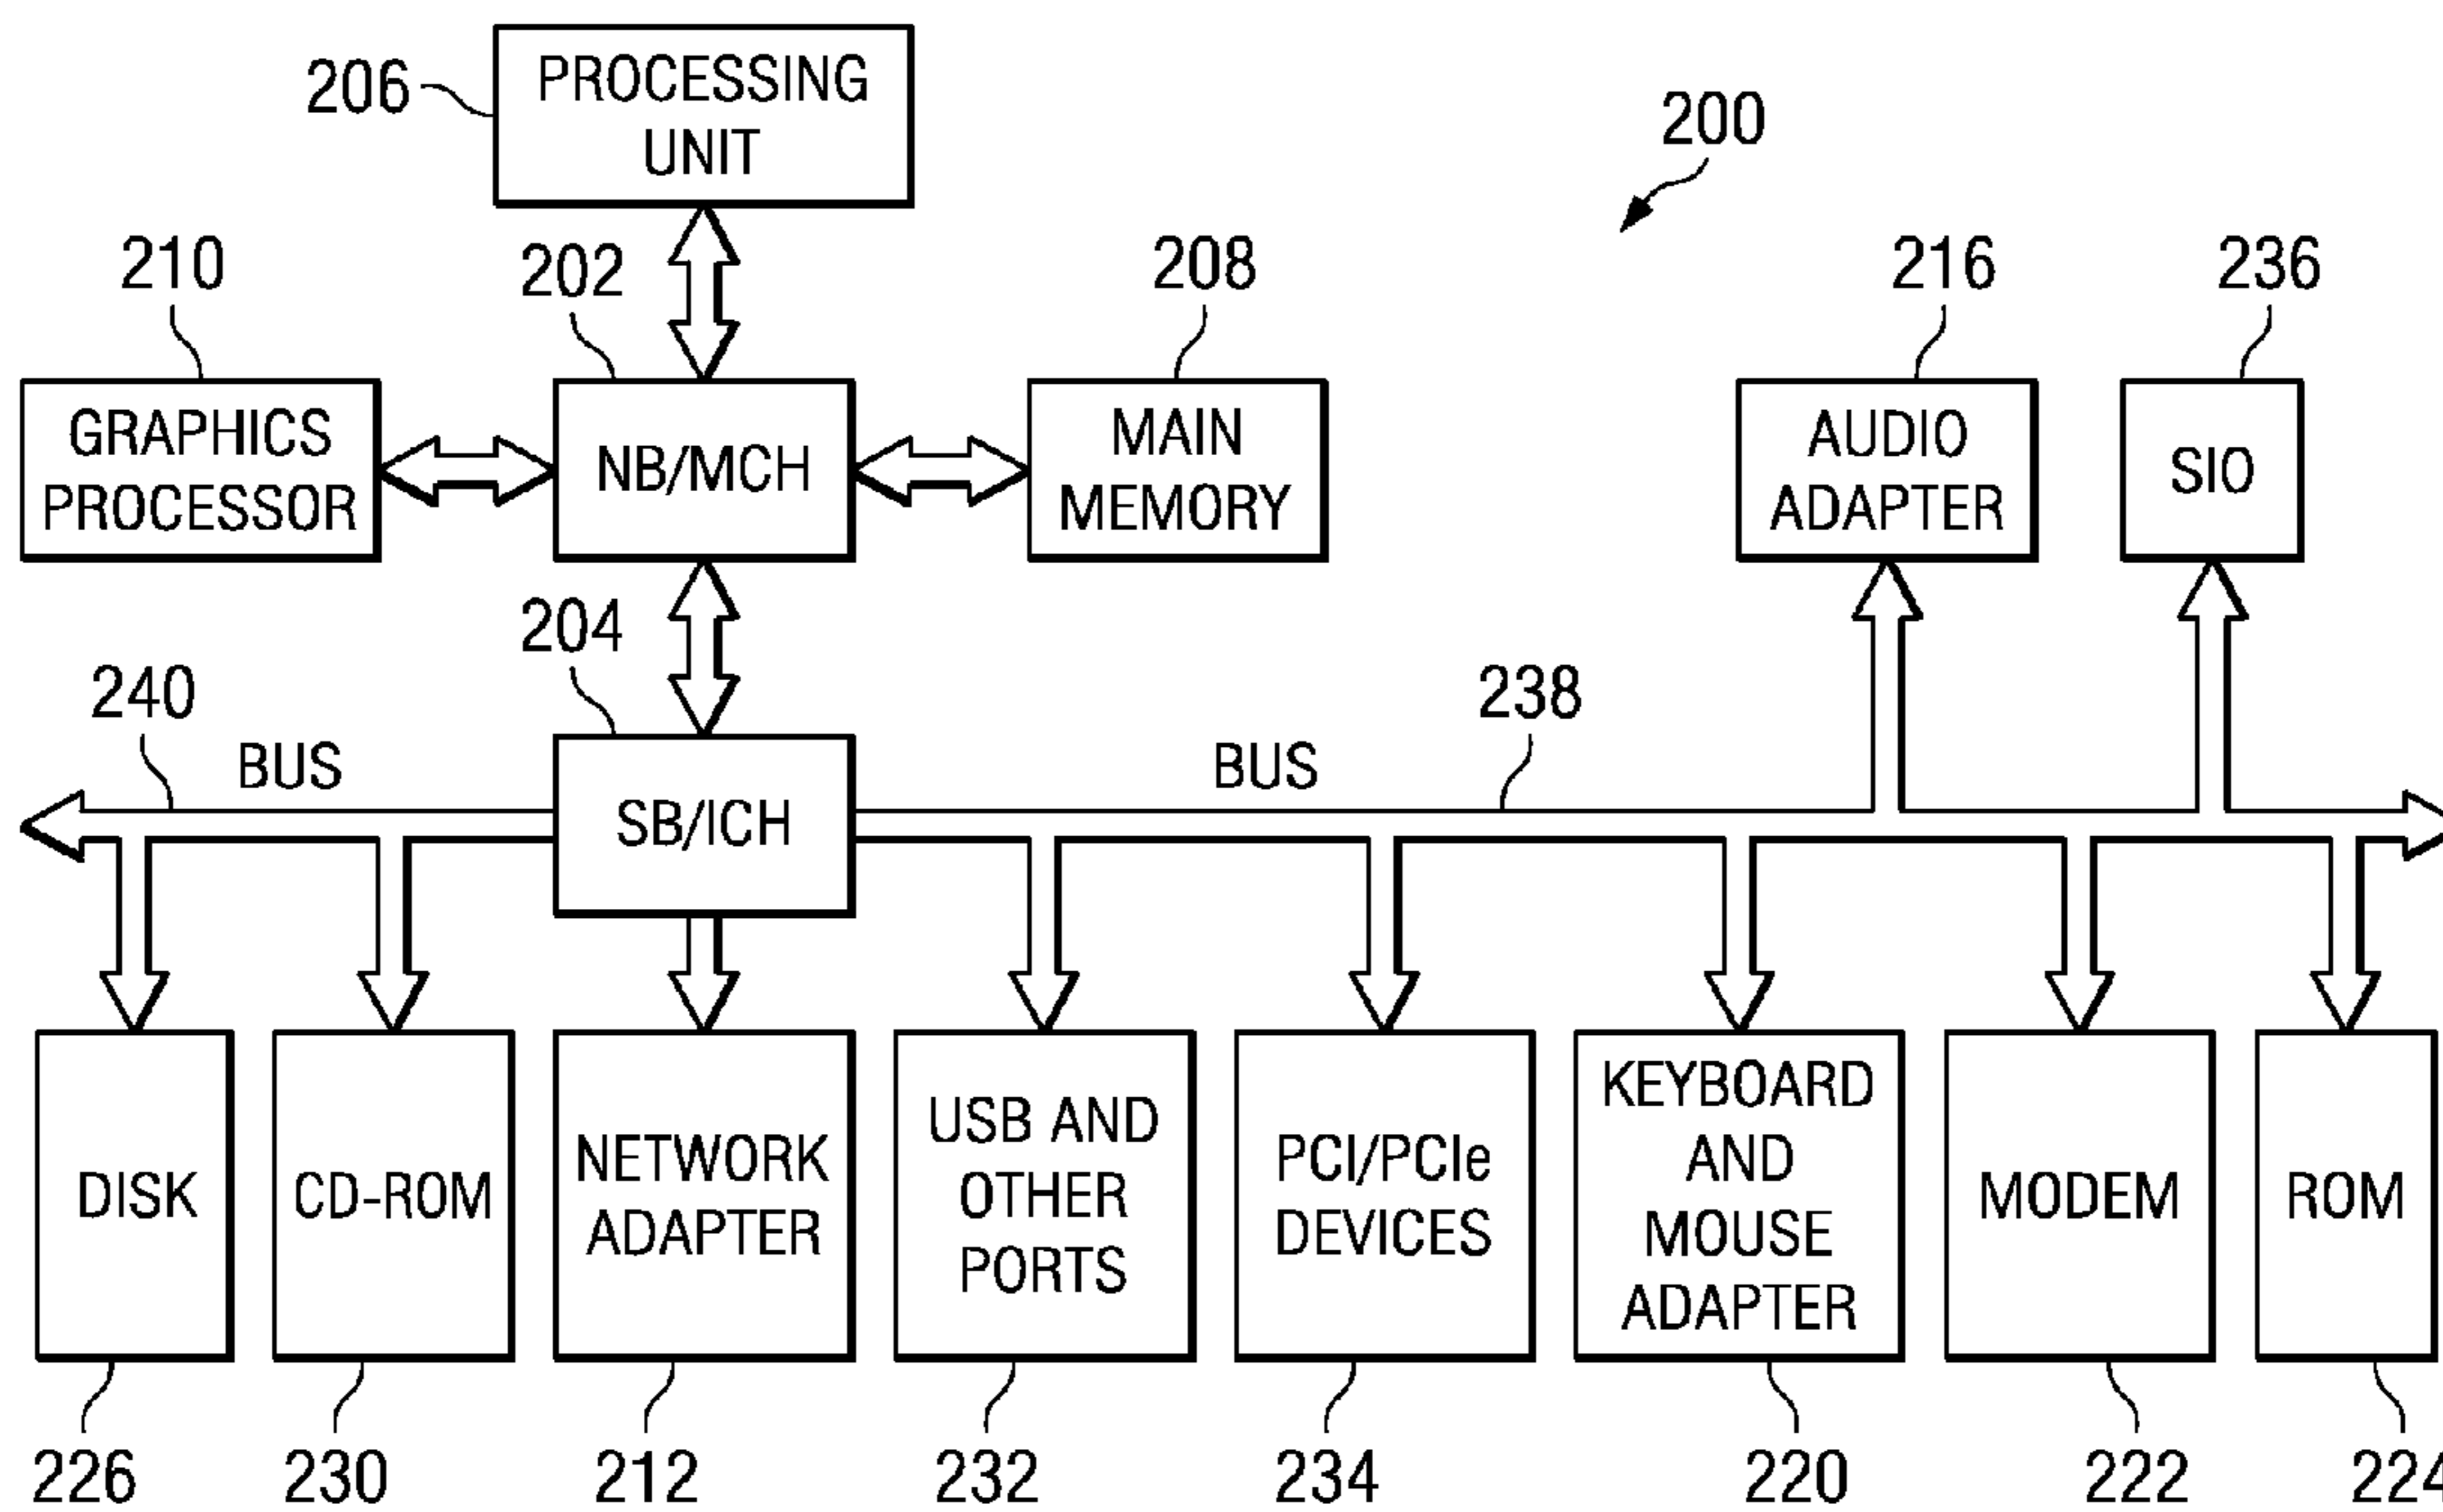 206
PROCESSING
UNIT
200
210
202
208
216
236
GRAPHICS
PROCESSOR
NB/MCH
MAIN
MEMORY
AUDIO
ADAPTER
SIO
204
240
BUS
SB/ICH
BUS
238
DISK
CD-ROM
NETWORK
ADAPTER
USB AND
OTHER
PORTS
PCI/PCIe
DEVICES
KEYBOARD
AND
MOUSE
ADAPTER
MODEM
ROM
226
230
212
232
234
220
222
224